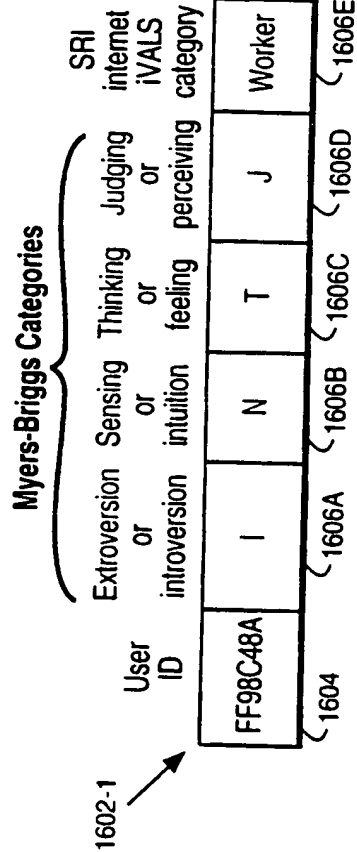 Myers-Briggs Categories
User
ID
Extroversion
or
introversion
Sensing
or
intuition
Thinking
or
feeling
Judging
or
perceiving
SRI
internet
iVALS
category
1602-1
FF98C48A
I
N
T
J
Worker
1604
1606A
1606B
1606C
1606D
1606E